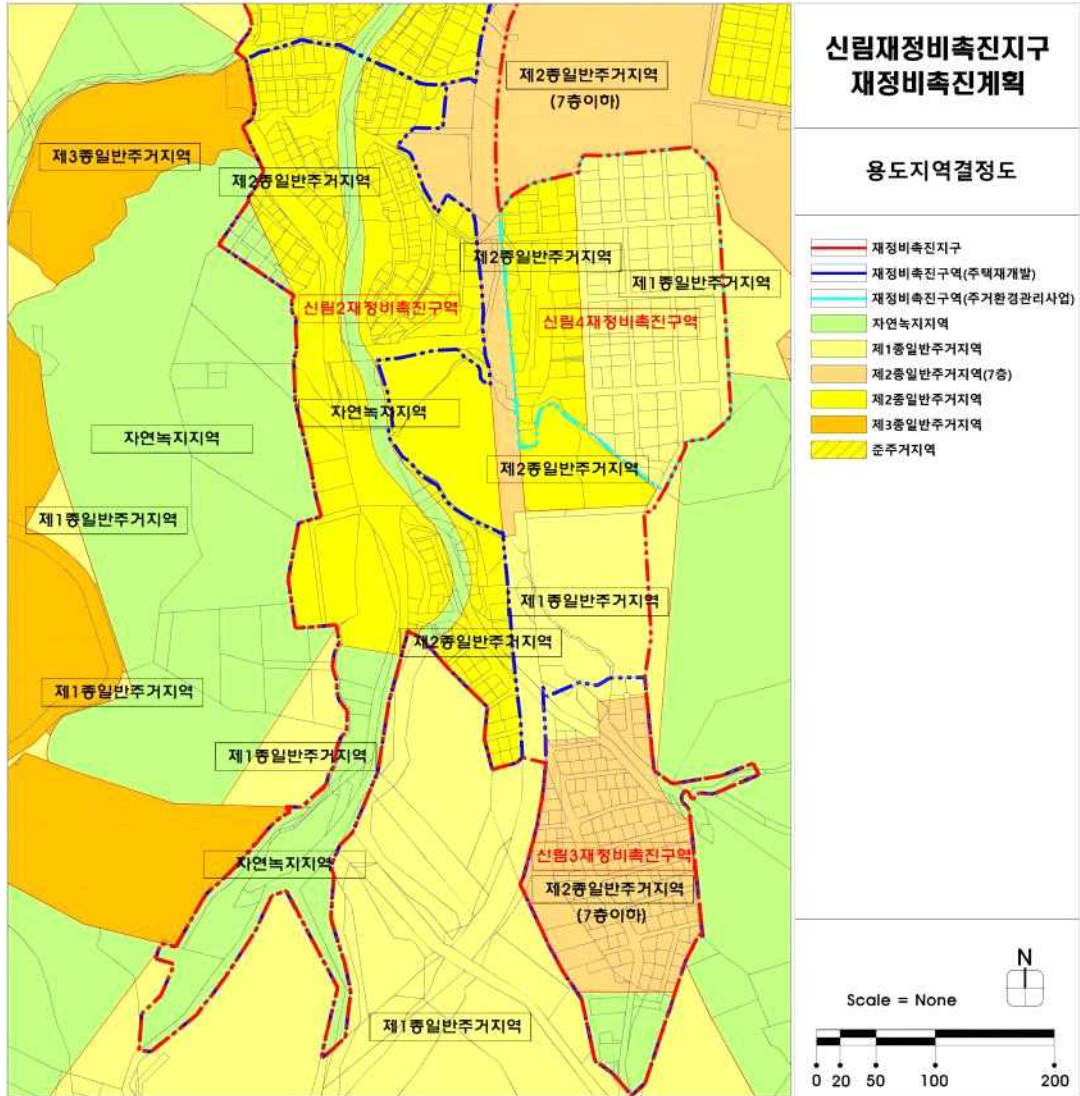 신림재정비촉진지구
재정비촉진계획
용도지역결정도
재정비촉진지구
재정비촉진구역(주택재개발)
재정비촉진구역(주거환경관리사업)
자연녹지지역
제1종일반주거지역
제2종일반주거지역(7층)
제2종일반주거지역
제3종일반주거지역
준주거지역
제2종일반주거지역
(7층이하)
제3종일반주거지역
제2종일반주거지역
제2종일반주거지역
제1종일반주거지역
신림2재정비촉진구역
신림4재정비촉진구역
자연녹지지역
자연녹지지역
제2종일반주거지역
제1종일반주거지역
제1종일반주거지역
제2종일반주거지역
제1종일반주거지역
제1종일반주거지역
자연녹지지역
신림3재정비촉진구역
제2종일반주거지역
(7층이하)
제1종일반주거지역
N
Scale = None
0 20 50 100 200